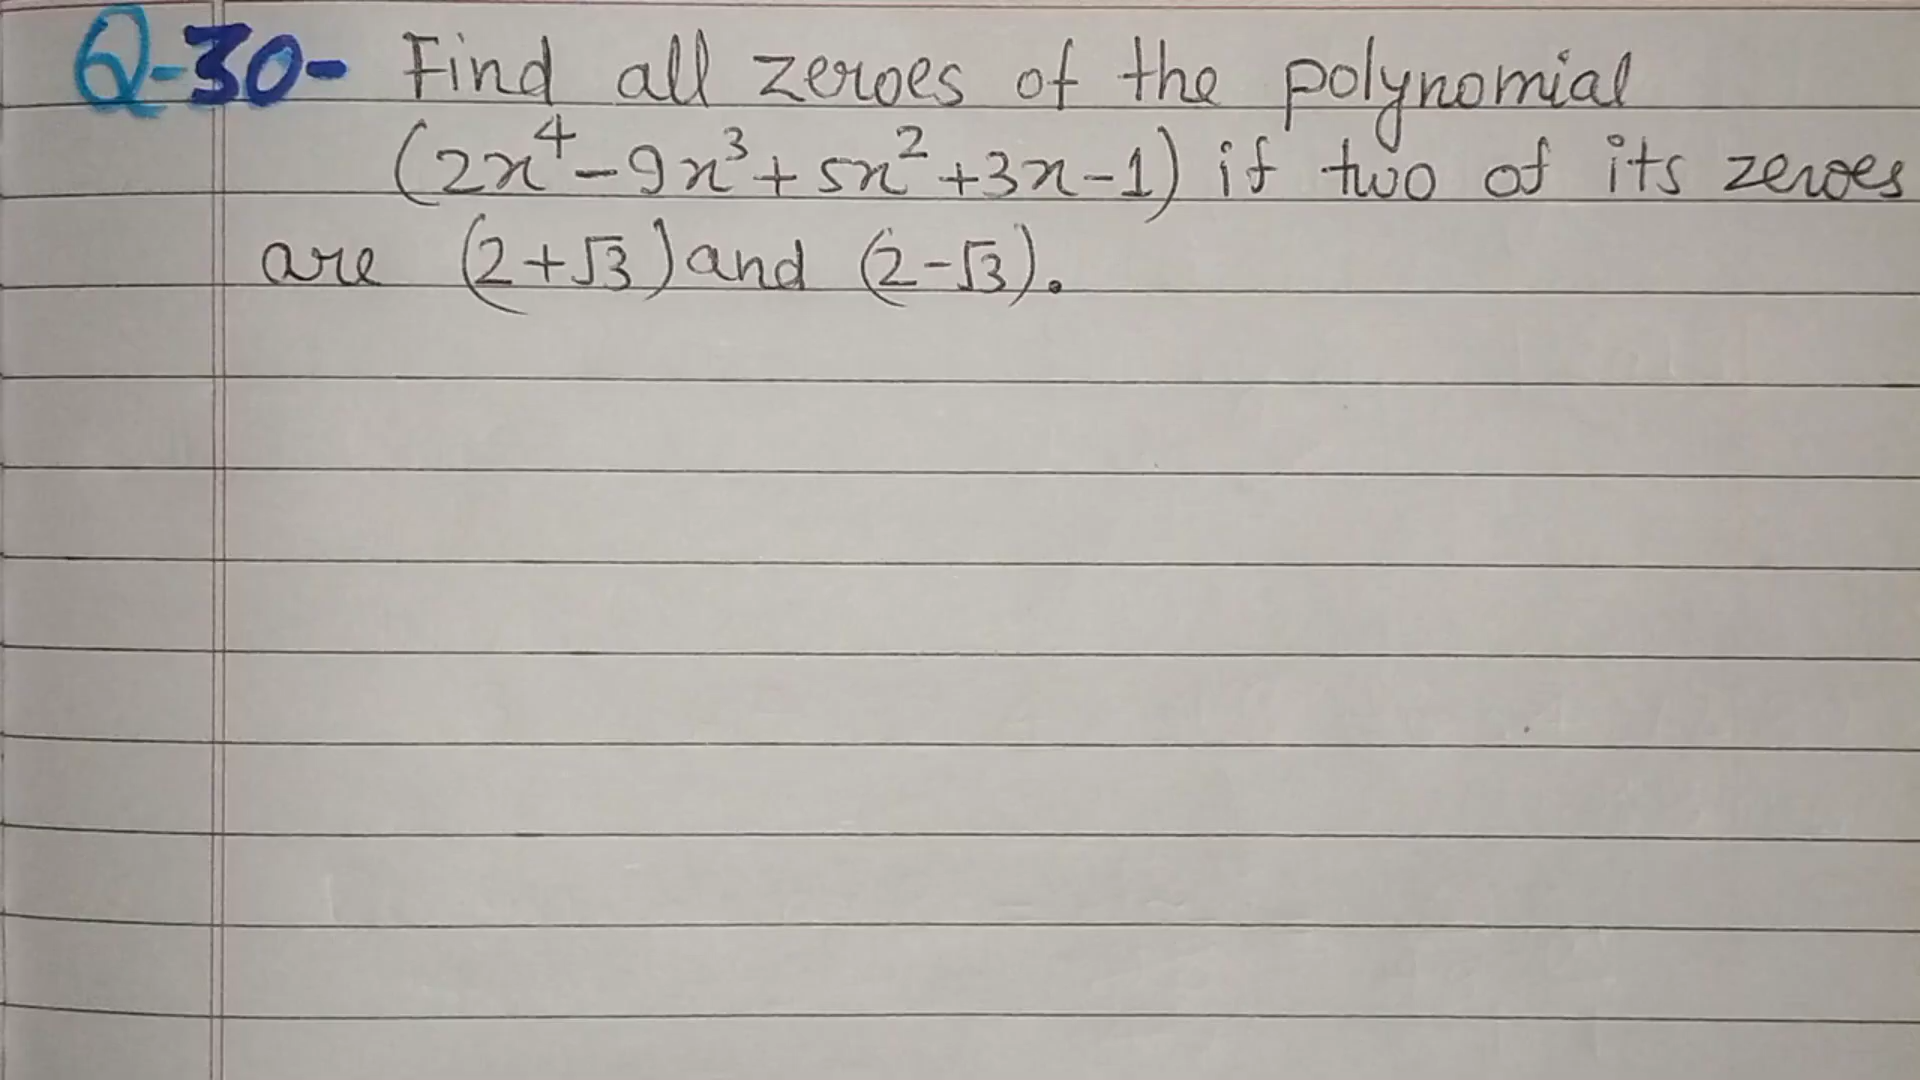 Q-30- Find all zeroes of the polynomial
(2x⁴-9x³+5x²+3x-1) if two of its zeroes
are (2+√3) and (2-√3).